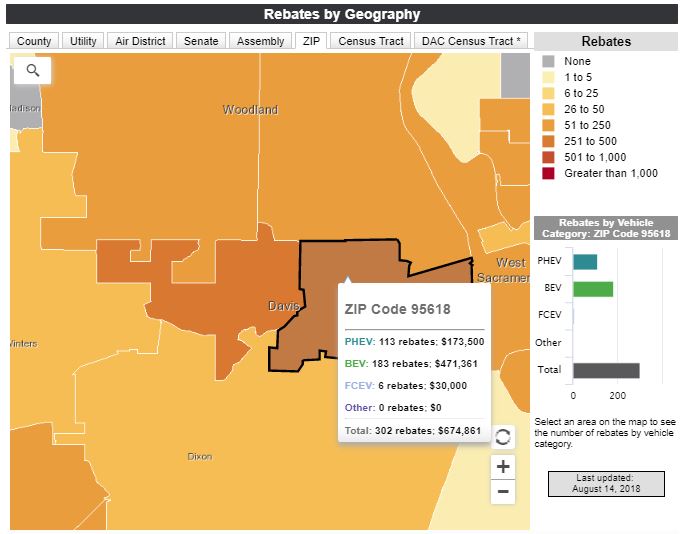 Rebates by Geography
County
Utility
Air District
Senate
Assembly
ZIP
Census Tract
DAC Census Tract *
Rebates
None
1 to 5
6 to 25
26 to 50
51 to 250
251 to 500
501 to 1,000
Greater than 1,000
adison
Woodland
West
Sacramen
Davis
Winters
Dixon
ZIP Code 95618
PHEV: 113 rebates; $173,500
BEV: 183 rebates; $471,361
FCEV: 6 rebates; $30,000
Other: 0 rebates; $0
Total: 302 rebates; $674,861
Rebates by Vehicle
Category: ZIP Code 95618
PHEV
BEV
FCEV
Other
Total
0 200
Select an area on the map to see
the number of rebates by vehicle
category.
Last updated:
August 14, 2018
+
−